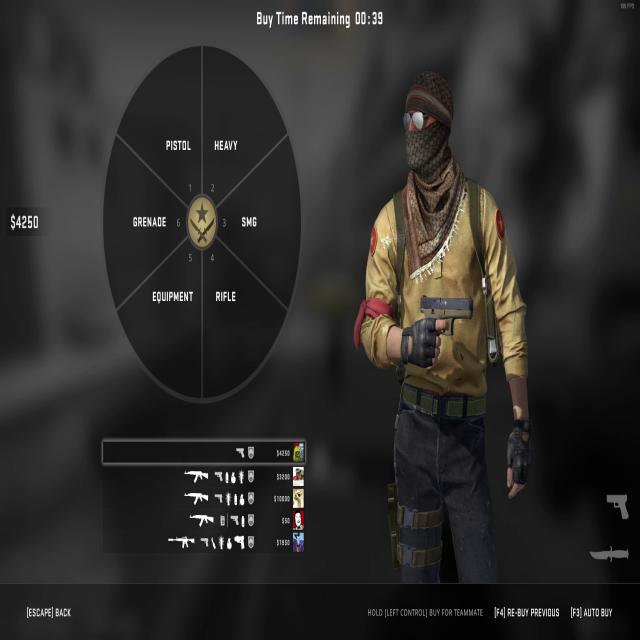 Buy Time Remaining 00:39
PISTOL HEAVY
1 2
$4250
GRENADE 6 3 SMG
5 4
EQUIPMENT RIFLE
$4250
$3200
$10000
$50
$1950
[ESCAPE] BACK
HOLD [LEFT CONTROL] BUY FOR TEAMMATE [F4] RE-BUY PREVIOUS [F3] AUTO BUY